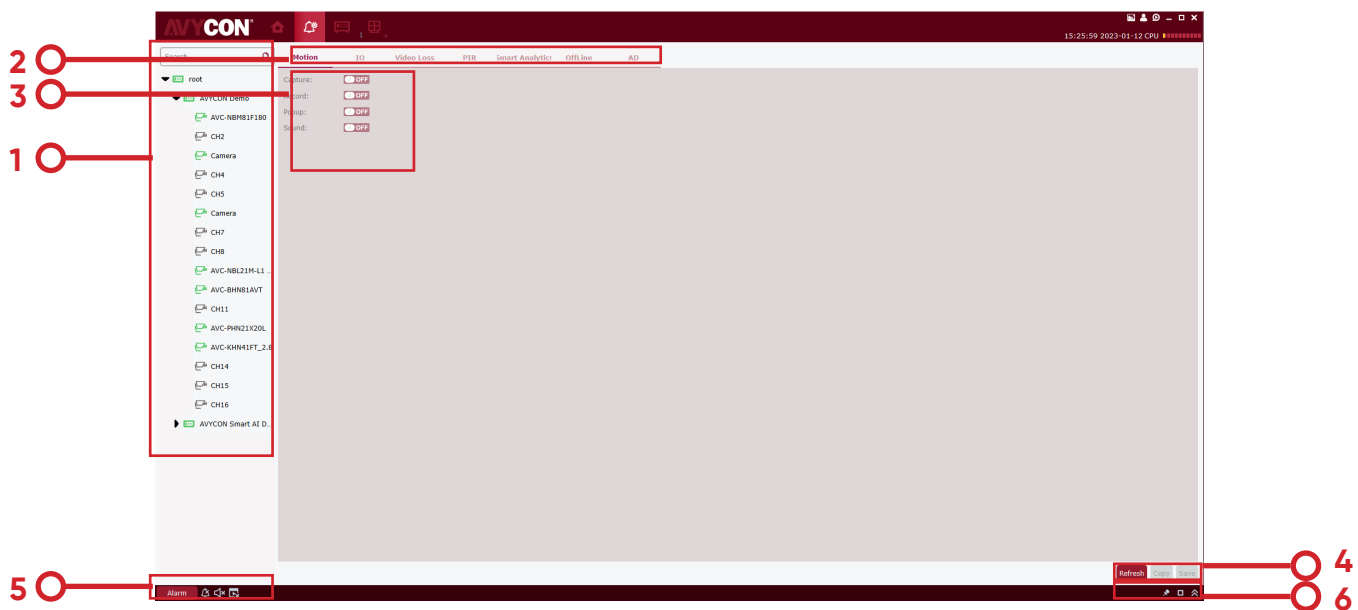 AVYCON
1
15:25:59 2023-01-12 CPU
2
Search...
Motion IO Video Loss PIR Smart Analytics OffLine AD
3
root
Capture: OFF
AVYCON Demo
Record: OFF
AVC-NBM81F180
Popup: OFF
CH2
Sound: OFF
1
Camera
CH4
CH5
Camera
CH7
CH8
AVC-NBL21M-L1 ...
AVC-BHN81AVT
CH11
AVC-PHN21X20L
AVC-KHN41FT_2.8
CH14
CH15
CH16
AVYCON Smart AI D...
4
Refresh Copy Save
5
Alarm
6